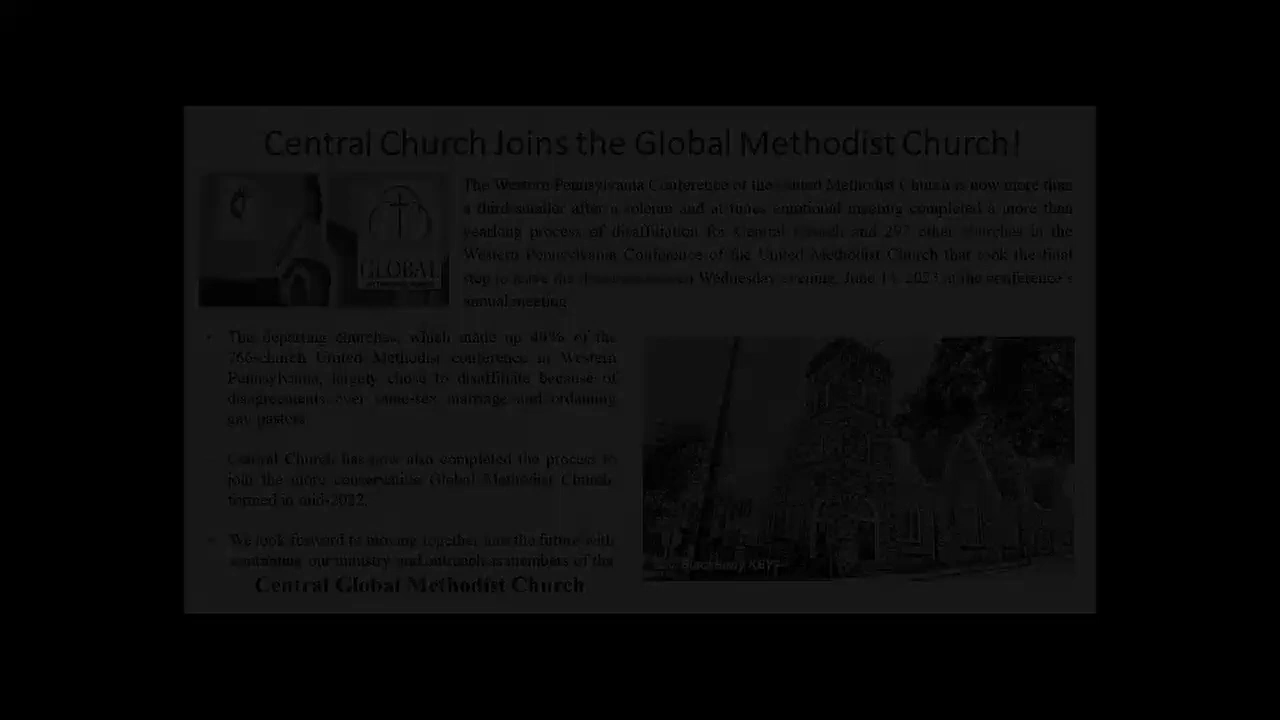 Central Church Joins the Global Methodist Church!
The Western Pennsylvania Conference of the United Methodist Church is now more than
a third smaller after a solemn and at times emotional meeting completed a more than
yearlong process of disaffiliation for Central Church and 297 other churches in the
Western Pennsylvania Conference of the United Methodist Church that took the final
step to leave the denomination Wednesday evening, June 14, 2023 at the conference's
annual meeting.
GLOBAL
The departing churches, which made up 40% of the
766-church United Methodist conference in Western
Pennsylvania, largely chose to disaffiliate because of
disagreements over same-sex marriage and ordaining
gay pastors.
Central Church has now also completed the process to
join the more conservative Global Methodist Church
formed in mid-2022.
We look forward to moving together into the future with
continuing our ministry and outreach as members of the
Central Global Methodist Church